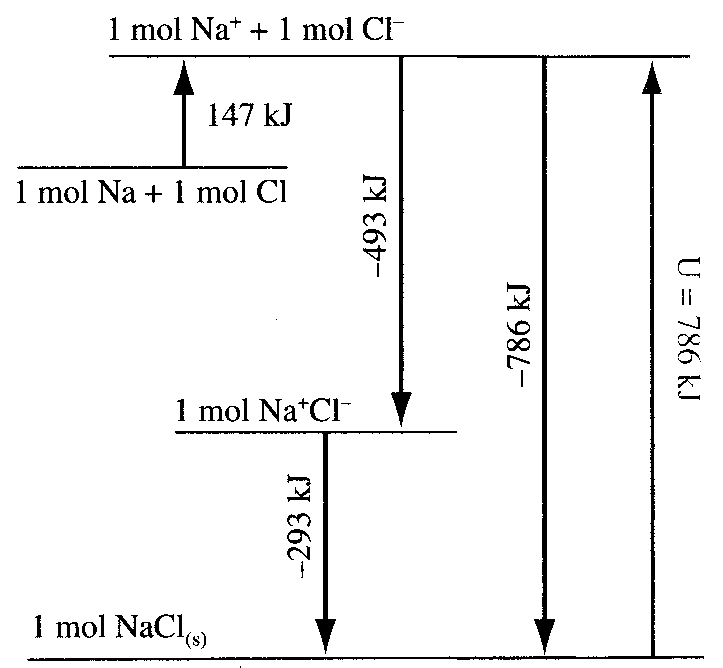 1 mol Na⁺ + 1 mol Cl⁻
147 kJ
1 mol Na + 1 mol Cl
–493 kJ
–786 kJ
U = 786 kJ
1 mol Na⁺Cl⁻
–293 kJ
1 mol NaCl₍s₎